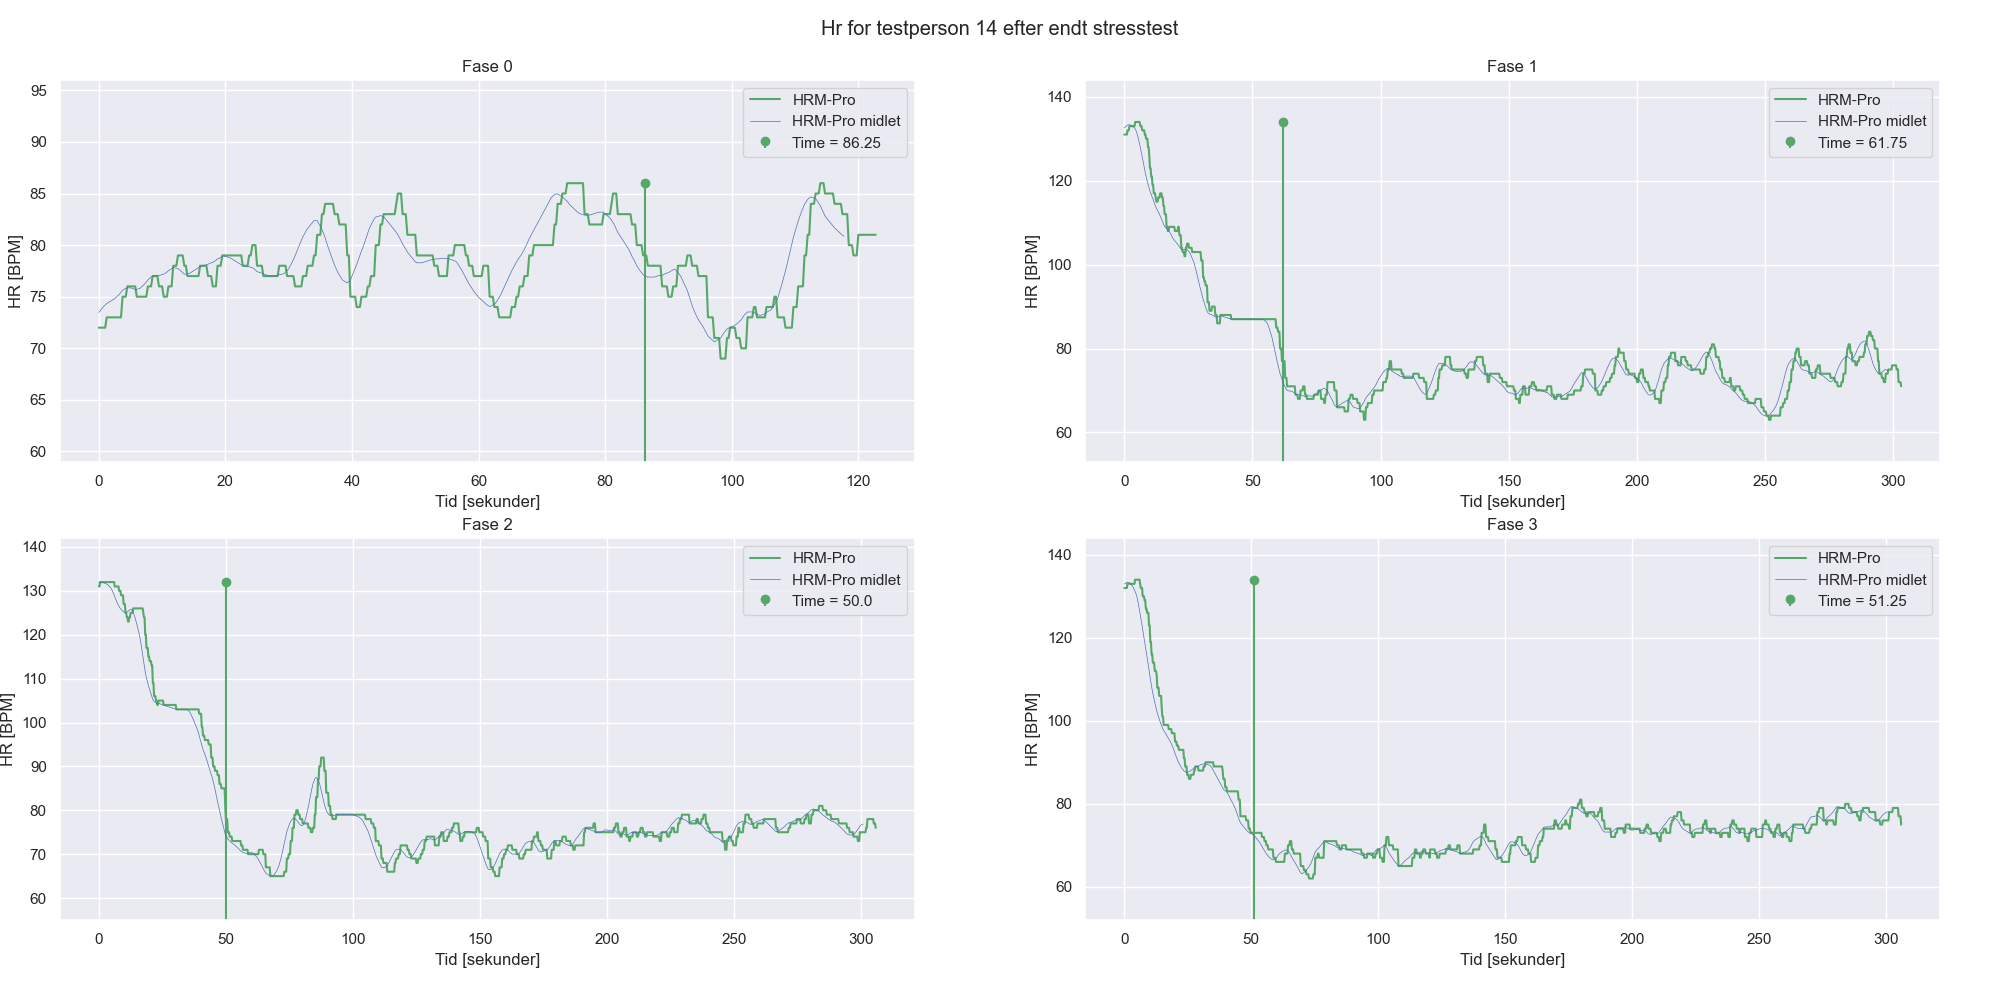 Hr for testperson 14 efter endt stresstest
Fase 0
HR [BPM]
95
90
85
80
75
70
65
60
0 20 40 60 80 100 120
Tid [sekunder]
HRM-Pro
HRM-Pro midlet
Time = 86.25
Fase 1
HR [BPM]
140
120
100
80
60
0 50 100 150 200 250 300
Tid [sekunder]
HRM-Pro
HRM-Pro midlet
Time = 61.75
Fase 2
HR [BPM]
140
130
120
110
100
90
80
70
60
0 50 100 150 200 250 300
Tid [sekunder]
HRM-Pro
HRM-Pro midlet
Time = 50.0
Fase 3
HR [BPM]
140
120
100
80
60
0 50 100 150 200 250 300
Tid [sekunder]
HRM-Pro
HRM-Pro midlet
Time = 51.25